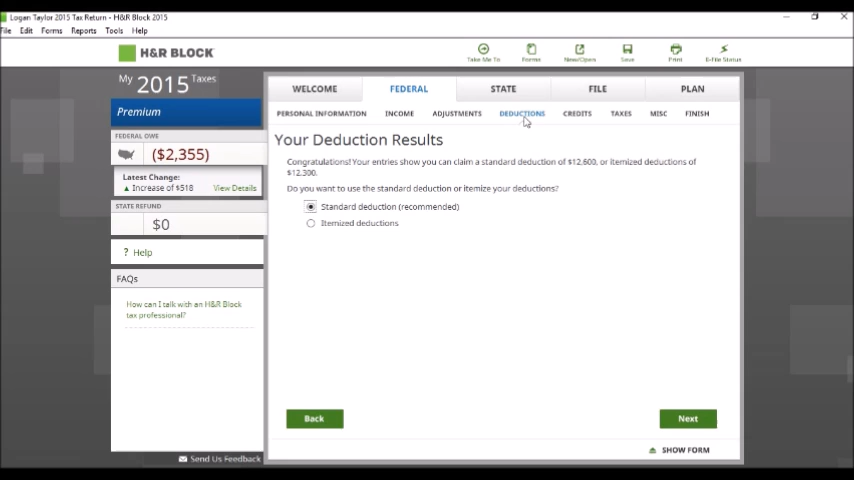 Logan Taylor 2015 Tax Return - H&R Block 2015
File Edit Forms Reports Tools Help
H&R BLOCK
Take Me To Forms New/Open Save Print E-File Status
My 2015 Taxes
Premium
FEDERAL OWE
($2,355)
Latest Change:
▲ Increase of $518 View Details
STATE REFUND
$0
? Help
FAQs
How can I talk with an H&R Block
tax professional?
Send Us Feedback
WELCOME FEDERAL STATE FILE PLAN
PERSONAL INFORMATION INCOME ADJUSTMENTS DEDUCTIONS CREDITS TAXES MISC FINISH
Your Deduction Results
Congratulations! Your entries show you can claim a standard deduction of $12,600, or itemized deductions of
$12,300.
Do you want to use the standard deduction or itemize your deductions?
Standard deduction (recommended)
Itemized deductions
Back Next
SHOW FORM